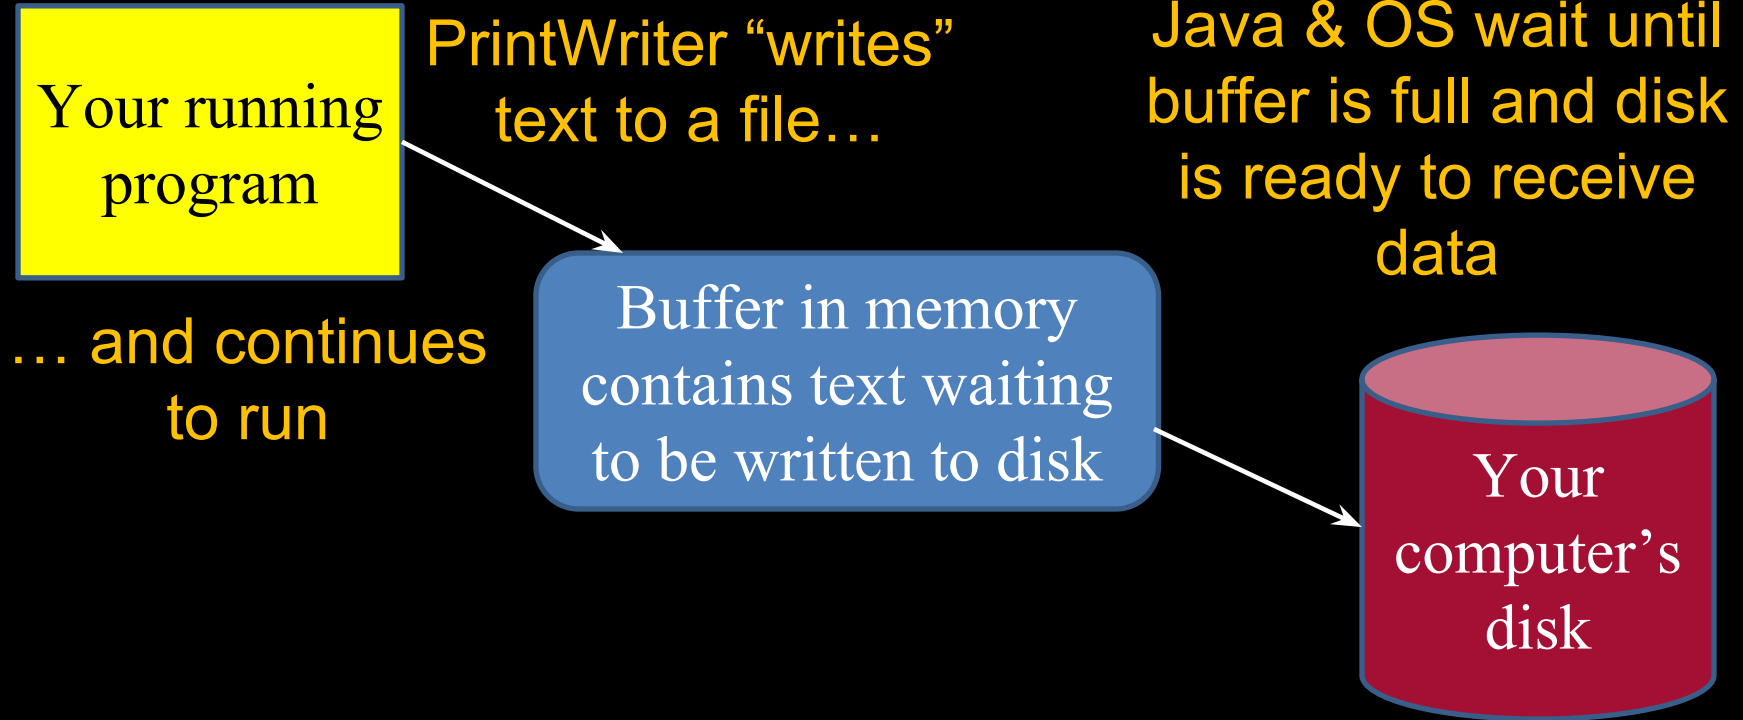 Your running
program
PrintWriter “writes”
text to a file…
Java & OS wait until
buffer is full and disk
is ready to receive
data
… and continues
to run
Buffer in memory
contains text waiting
to be written to disk
Your
computer’s
disk